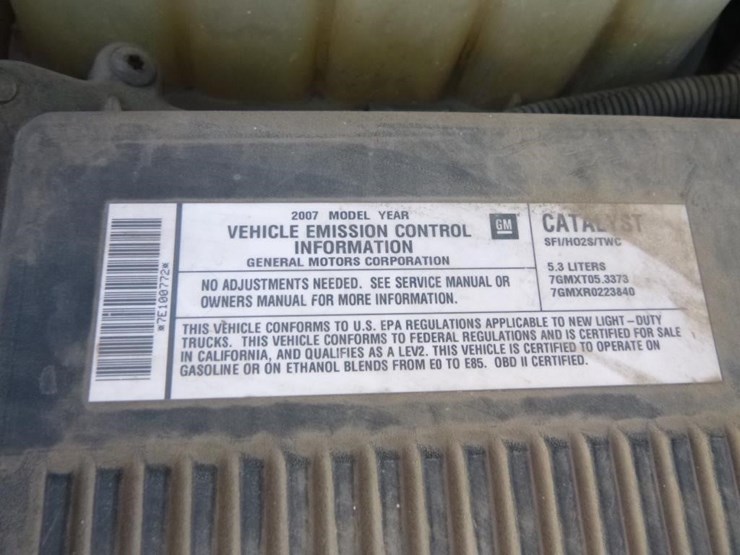 *7E100772*
2007 MODEL YEAR
VEHICLE EMISSION CONTROL
INFORMATION
GENERAL MOTORS CORPORATION
GM
NO ADJUSTMENTS NEEDED. SEE SERVICE MANUAL OR
OWNERS MANUAL FOR MORE INFORMATION.
CATALYST
SFI/HO2S/TWC
5.3 LITERS
7GMXT05.3373
7GMXR0223840
THIS VEHICLE CONFORMS TO U.S. EPA REGULATIONS APPLICABLE TO NEW LIGHT-DUTY
TRUCKS. THIS VEHICLE CONFORMS TO FEDERAL REGULATIONS AND IS CERTIFIED FOR SALE
IN CALIFORNIA, AND QUALIFIES AS A LEV2. THIS VEHICLE IS CERTIFIED TO OPERATE ON
GASOLINE OR ON ETHANOL BLENDS FROM E0 TO E85. OBD II CERTIFIED.